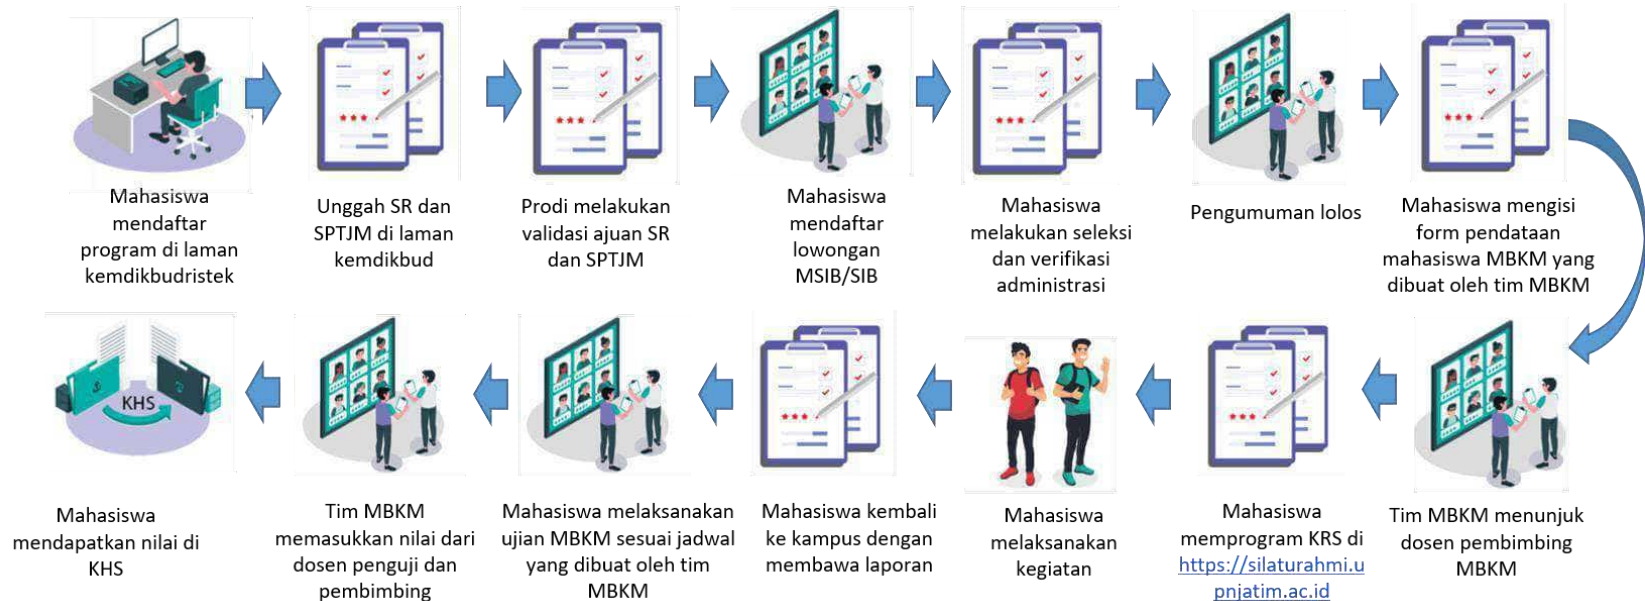 Mahasiswa
mendaftar
program di laman
kemdikbudristek
Unggah SR dan
SPTJM di laman
kemdikbud
Prodi melakukan
validasi ajuan SR
dan SPTJM
Mahasiswa
mendaftar
lowongan
MSIB/SIB
Mahasiswa
melakukan seleksi
dan verifikasi
administrasi
Pengumuman lolos
Mahasiswa mengisi
form pendataan
mahasiswa MBKM yang
dibuat oleh tim MBKM
Tim MBKM menunjuk
dosen pembimbing
MBKM
Mahasiswa
memprogram KRS di
https://silaturahmi.u
pnjatim.ac.id
Mahasiswa
melaksanakan
kegiatan
Mahasiswa kembali
ke kampus dengan
membawa laporan
Mahasiswa melaksanakan
ujian MBKM sesuai jadwal
yang dibuat oleh tim
MBKM
Tim MBKM
memasukkan nilai dari
dosen penguji dan
pembimbing
KHS
Mahasiswa
mendapatkan nilai di
KHS